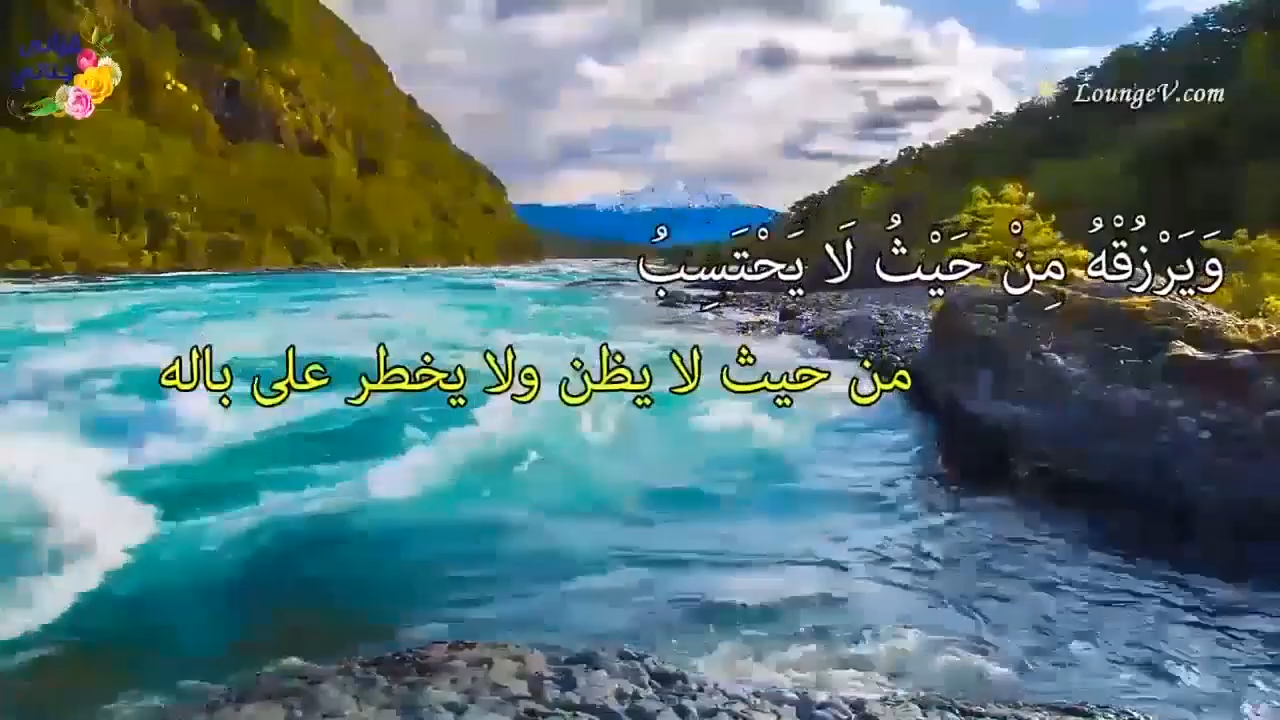 LoungeV.com
وَيَرْزُقْهُ مِنْ حَيْثُ لَا يَحْتَسِبُ
من حيث لا يظن ولا يخطر على باله